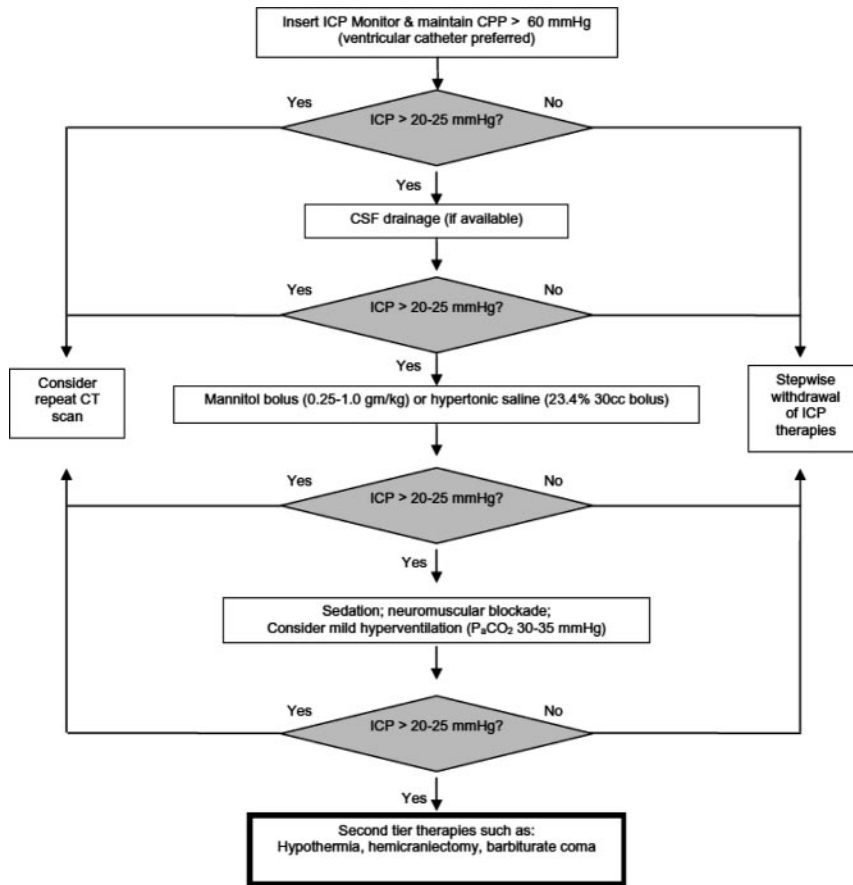 Insert ICP Monitor & maintain CPP > 60 mmHg
(ventricular catheter preferred)
Yes
No
ICP > 20-25 mmHg?
Yes
CSF drainage (if available)
Yes
No
ICP > 20-25 mmHg?
Yes
Consider
repeat CT
scan
Mannitol bolus (0.25-1.0 gm/kg) or hypertonic saline (23.4% 30cc bolus)
Stepwise
withdrawal
of ICP
therapies
Yes
No
ICP > 20-25 mmHg?
Yes
Sedation; neuromuscular blockade;
Consider mild hyperventilation (PₐCO₂ 30-35 mmHg)
Yes
No
ICP > 20-25 mmHg?
Yes
Second tier therapies such as:
Hypothermia, hemicraniectomy, barbiturate coma